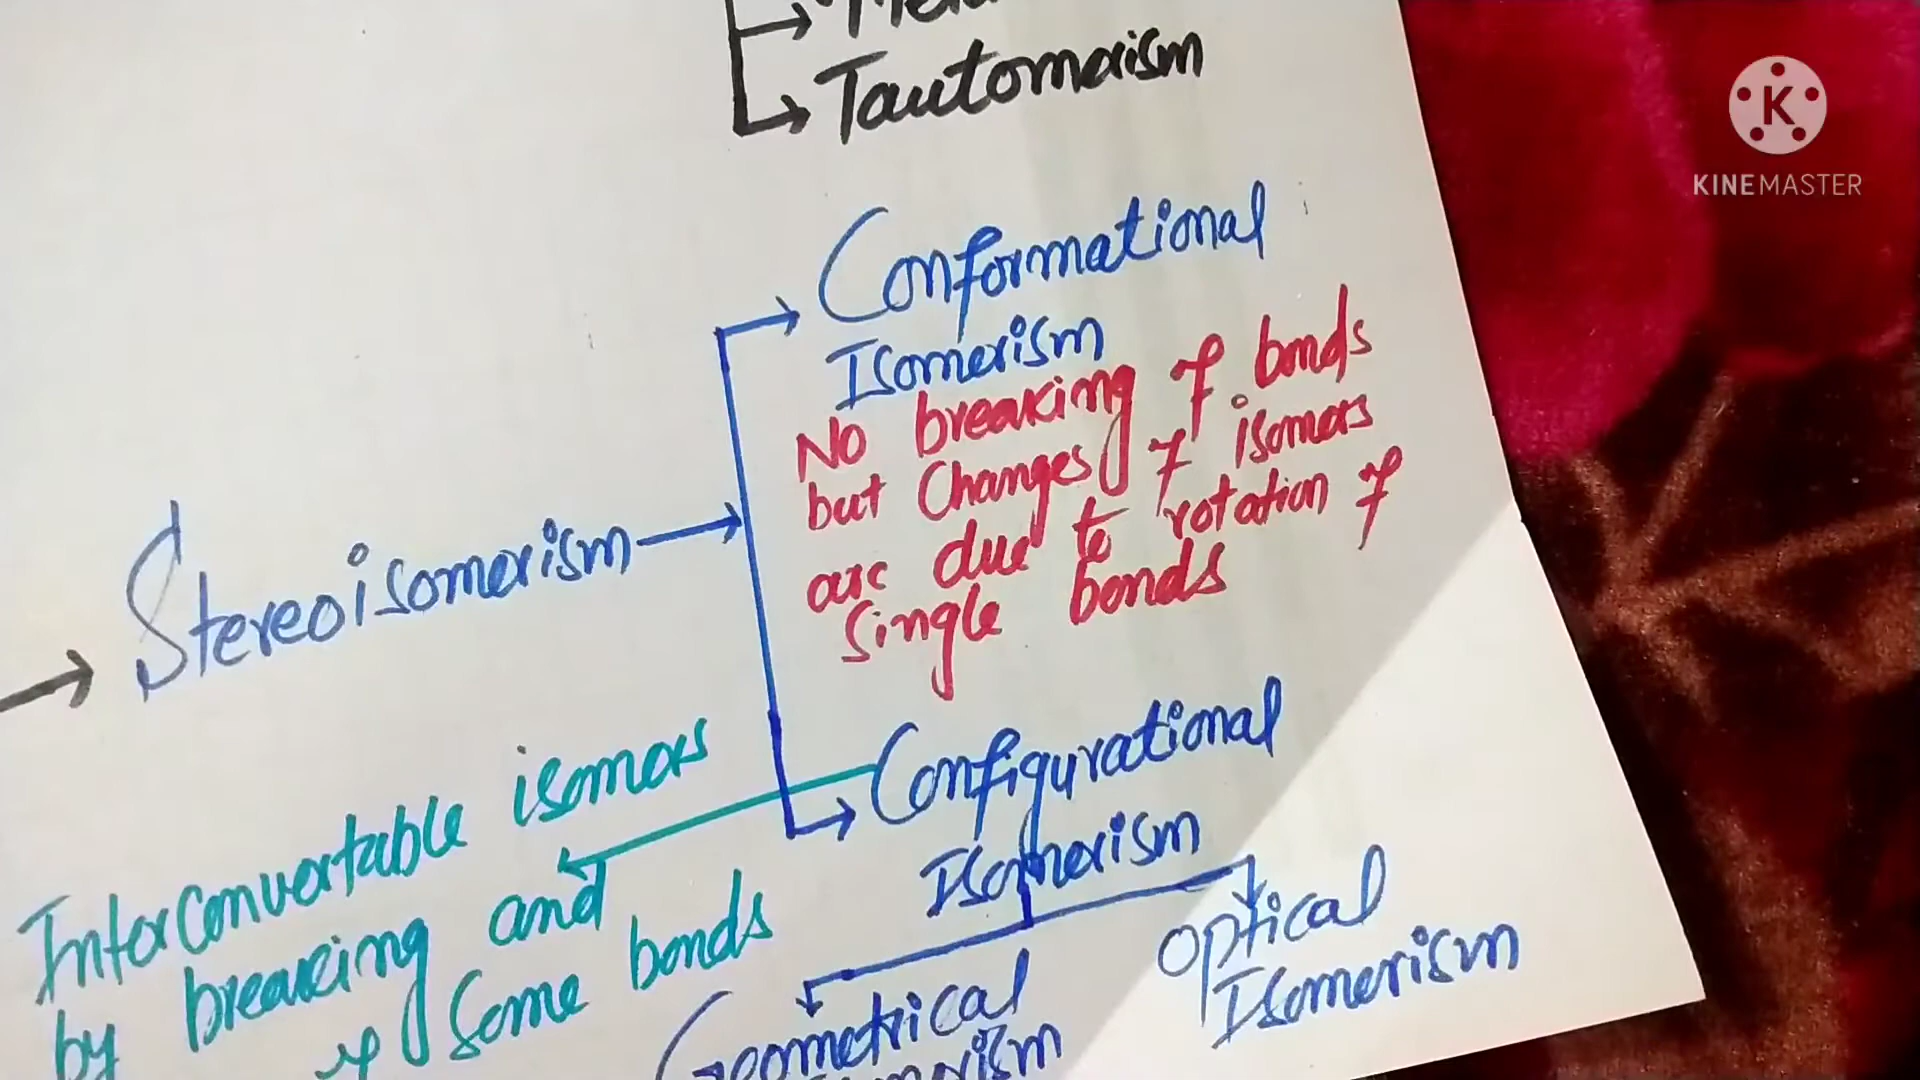 Tautomerism
KINEMASTER
Conformational
Isomerism
No breaking of bonds
but Changes of isomers
are due to rotation of
Single bonds
Stereoisomerism
Configurational
Isomerism
Interconvertable isomers
by breaking and
of Some bonds
Optical
Isomerism
Geometrical